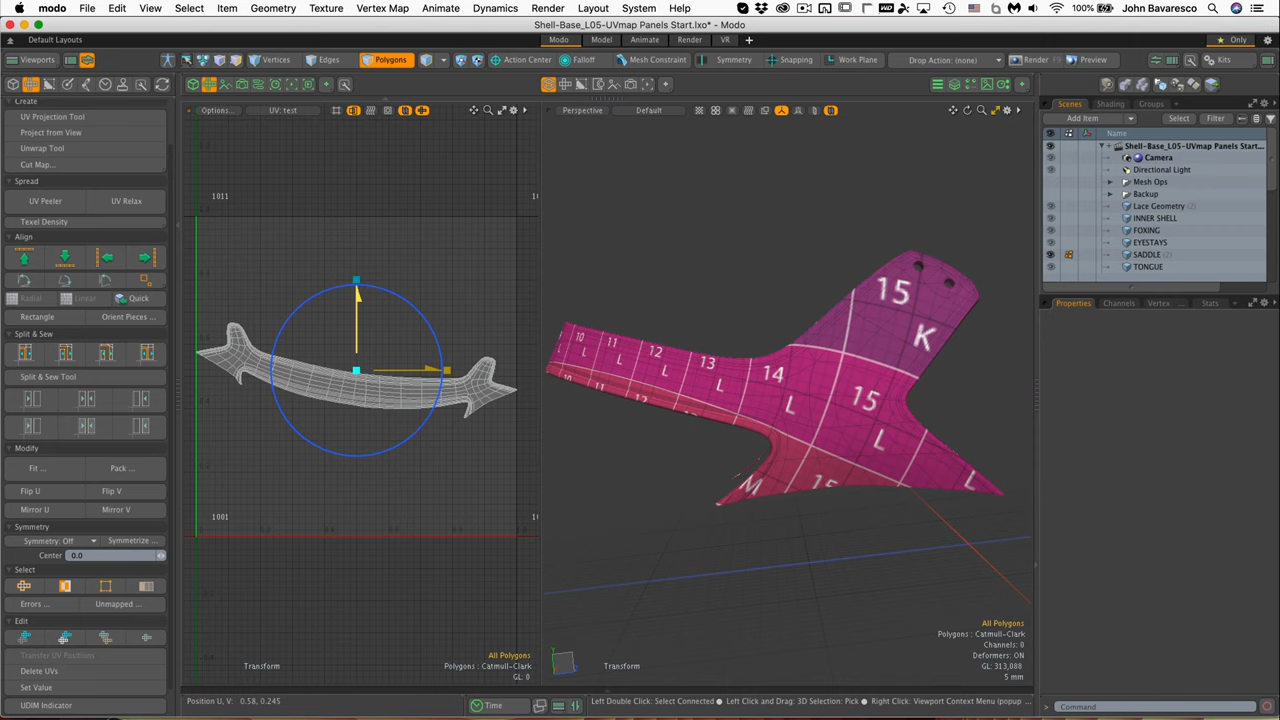 modo File Edit View Select Item Geometry Texture Vertex Map Animate Dynamics Render Layout System Help 100% John Bavaresco
Shell-Base_L05-UVmap Panels Start.lxo* - Modo
Default Layouts Modo Model Animate Render VR Only
Viewports Vertices Edges Polygons Action Center Falloff Mesh Constraint Symmetry Snapping Work Plane Drop Action: (none) Render Preview Kits
Options... UV: test Perspective Default
Scenes Shading Groups
Add Item Select Filter
Name
Shell-Base_L05-UVmap Panels Start...
Camera
Directional Light
Mesh Ops
Backup
Lace Geometry (2)
INNER SHELL
FOXING
EYESTAYS
SADDLE (2)
TONGUE
Properties Channels Vertex ... Lists Stats
Create
UV Projection Tool
Project from View
Unwrap Tool
Cut Map...
Spread
UV Peeler UV Relax
Texel Density
Align
Radial Linear Quick
Rectangle Orient Pieces ...
Split & Sew
Split & Sew Tool
Modify
Fit ... Pack ...
Flip U Flip V
Mirror U Mirror V
Symmetry
Symmetry: Off Symmetrize ...
Center 0.0
Select
Errors ... Unmapped ...
Edit
Transfer UV Positions
Delete UVs
Set Value
UDIM Indicator
1011
1001
15
K
10 11 12 13 14 15
L L L L L L L
10 11 12
M 15
All Polygons
Polygons : Catmull-Clark
GL: 0
Transform
All Polygons
Polygons : Catmull-Clark
Channels: 0
Deformers: ON
GL: 313,088
5 mm
Transform
Position U, V: 0.58, 0.245
Time
Left Double Click: Select Connected Left Click and Drag: 3D Selection: Pick Right Click: Viewport Context Menu (popup ...
Command